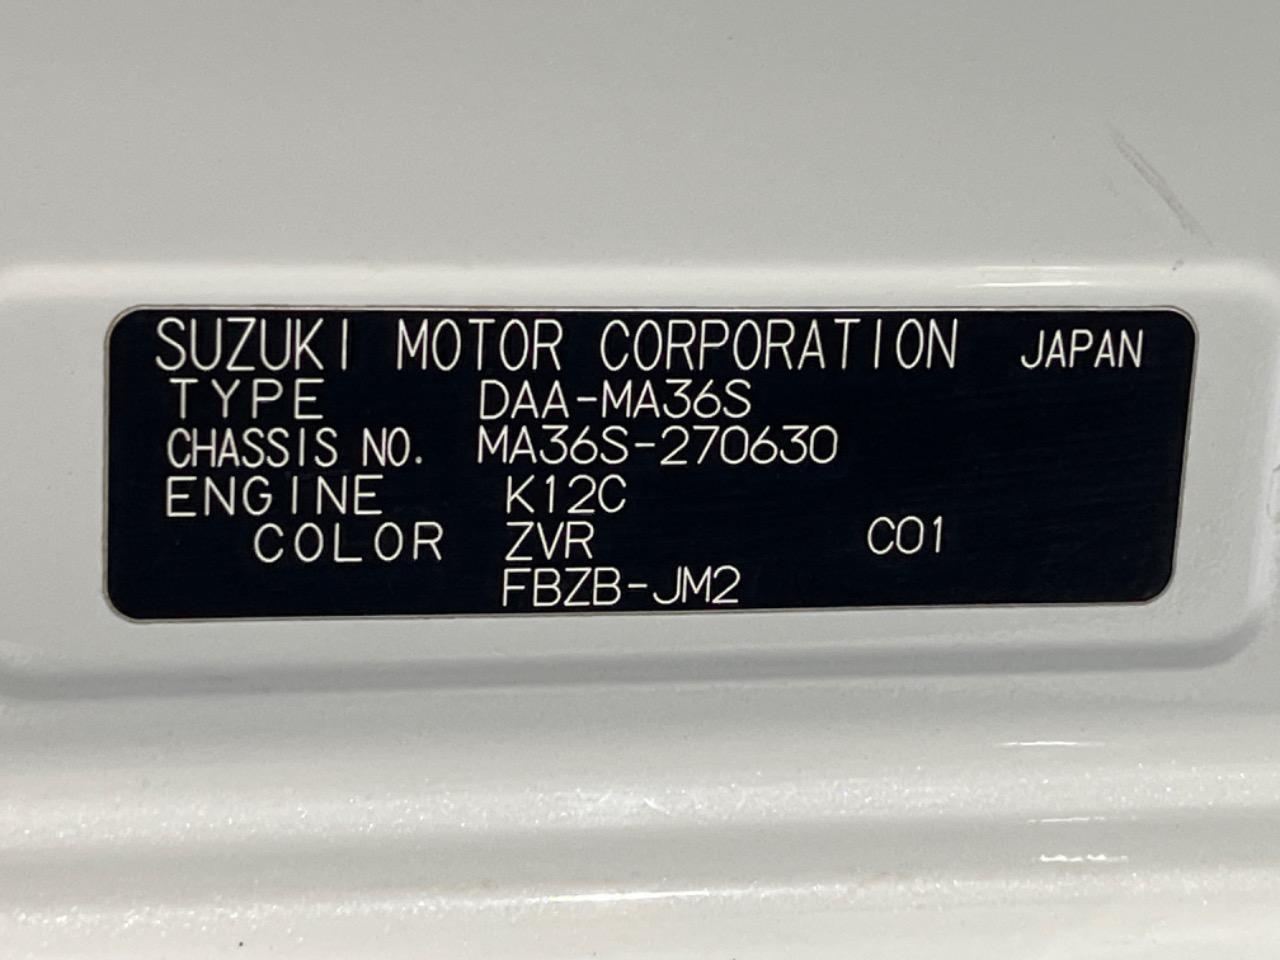 SUZUKI MOTOR CORPORATION JAPAN
TYPE DAA-MA36S
CHASSIS NO. MA36S-270630
ENGINE K12C
COLOR ZVR C01
FBZB-JM2